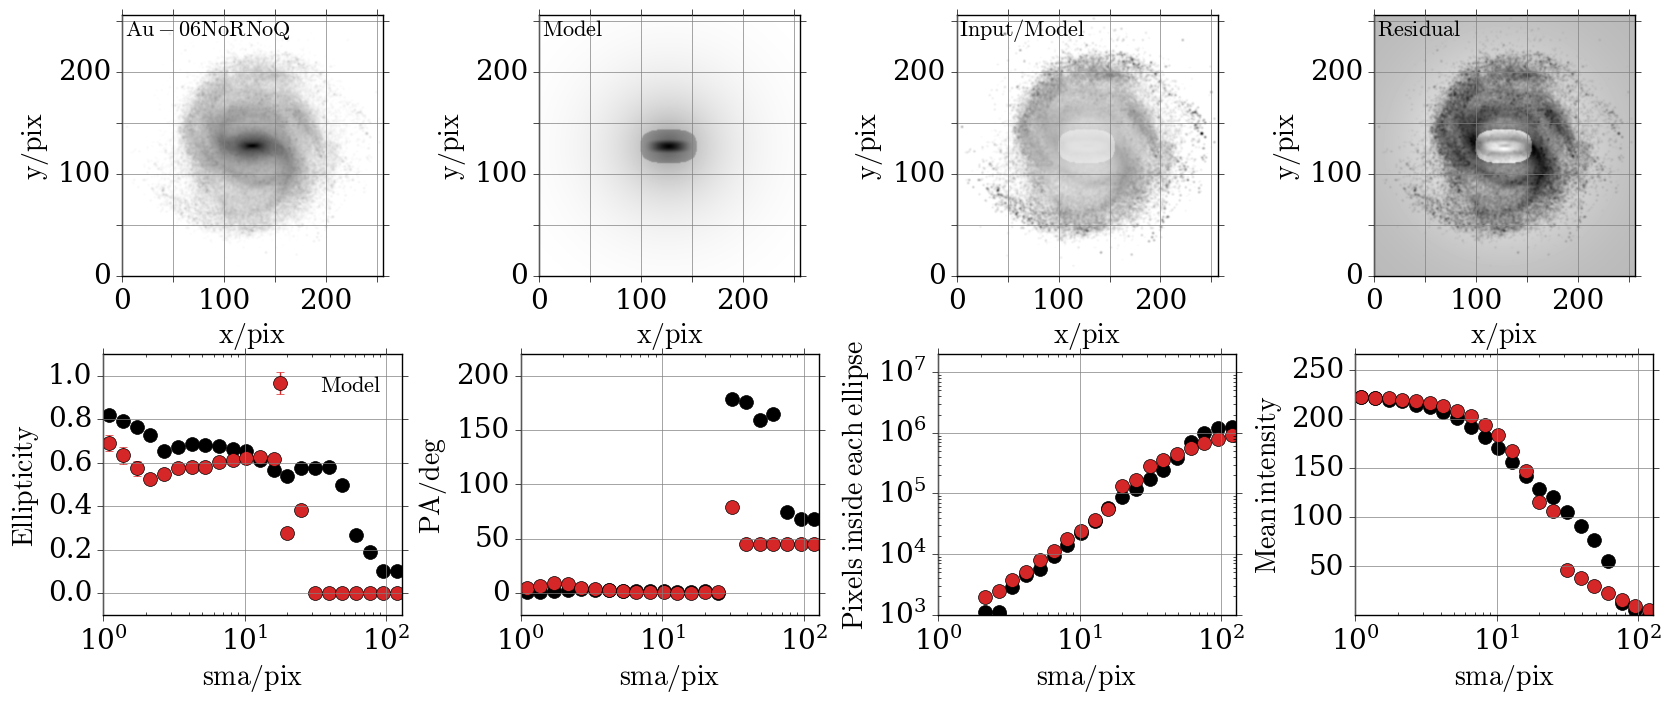 Au − 06NoRNoQ
Model
Input/Model
Residual
y/pix
200
100
0
0 100 200
x/pix
y/pix
200
100
0
0 100 200
x/pix
y/pix
200
100
0
0 100 200
x/pix
y/pix
200
100
0
0 100 200
x/pix
Ellipticity
1.0
0.8
0.6
0.4
0.2
0.0
Model
10^0 10^1 10^2
sma/pix
PA/deg
200
150
100
50
0
10^0 10^1 10^2
sma/pix
Pixels inside each ellipse
10^7
10^6
10^5
10^4
10^3
10^0 10^1 10^2
sma/pix
Mean intensity
250
200
150
100
50
10^0 10^1 10^2
sma/pix